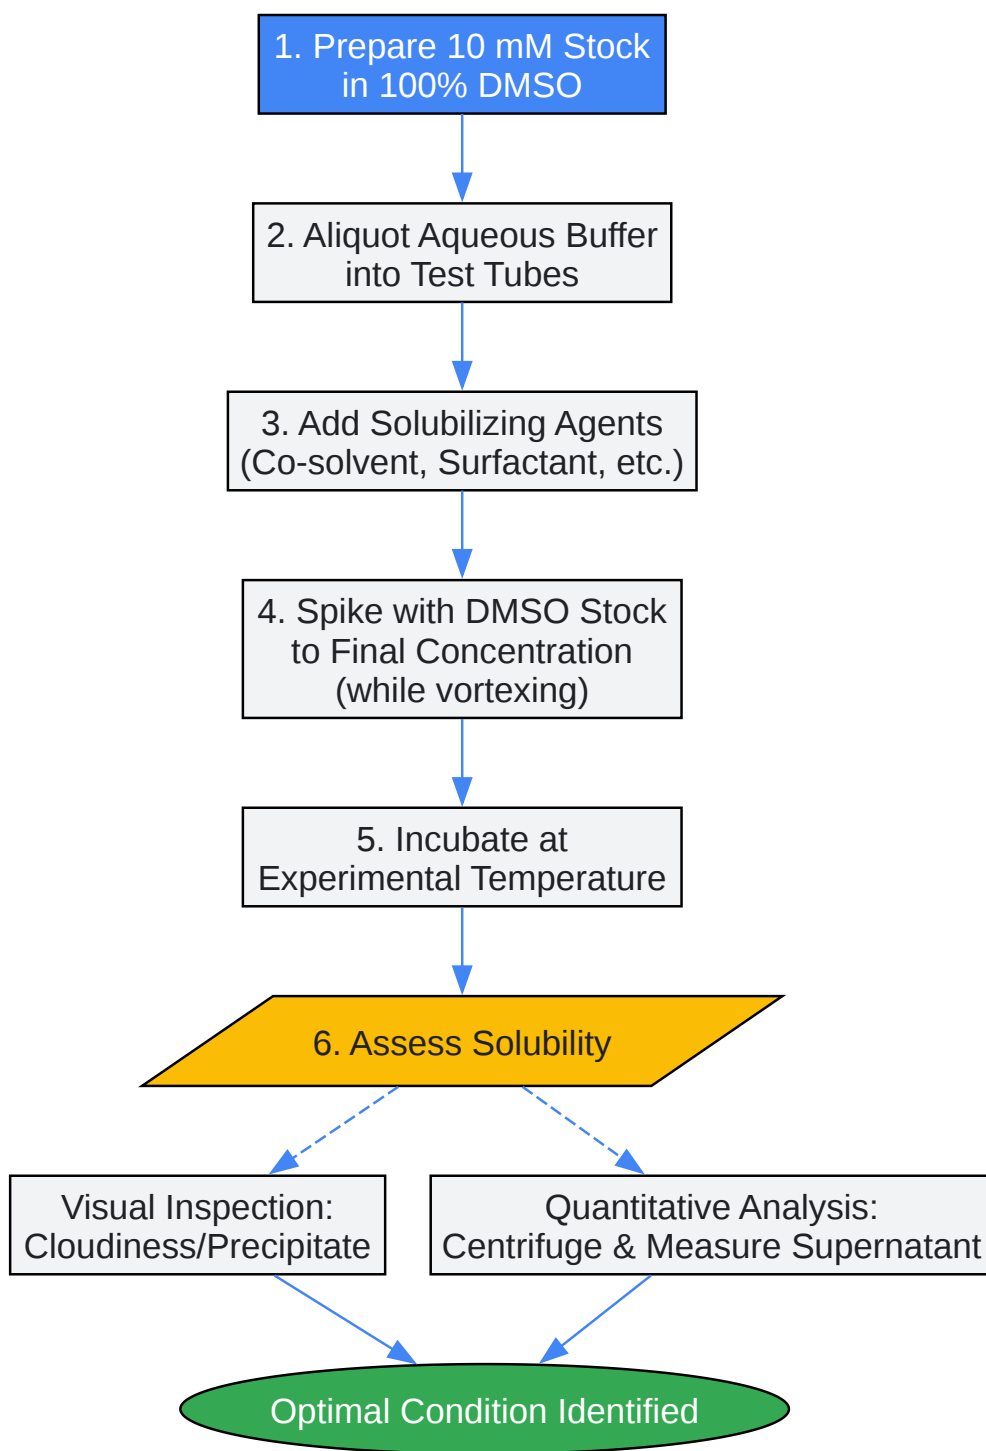 1. Prepare 10 mM Stock
in 100% DMSO
2. Aliquot Aqueous Buffer
into Test Tubes
3. Add Solubilizing Agents
(Co-solvent, Surfactant, etc.)
4. Spike with DMSO Stock
to Final Concentration
(while vortexing)
5. Incubate at
Experimental Temperature
6. Assess Solubility
Visual Inspection:
Cloudiness/Precipitate
Quantitative Analysis:
Centrifuge & Measure Supernatant
Optimal Condition Identified